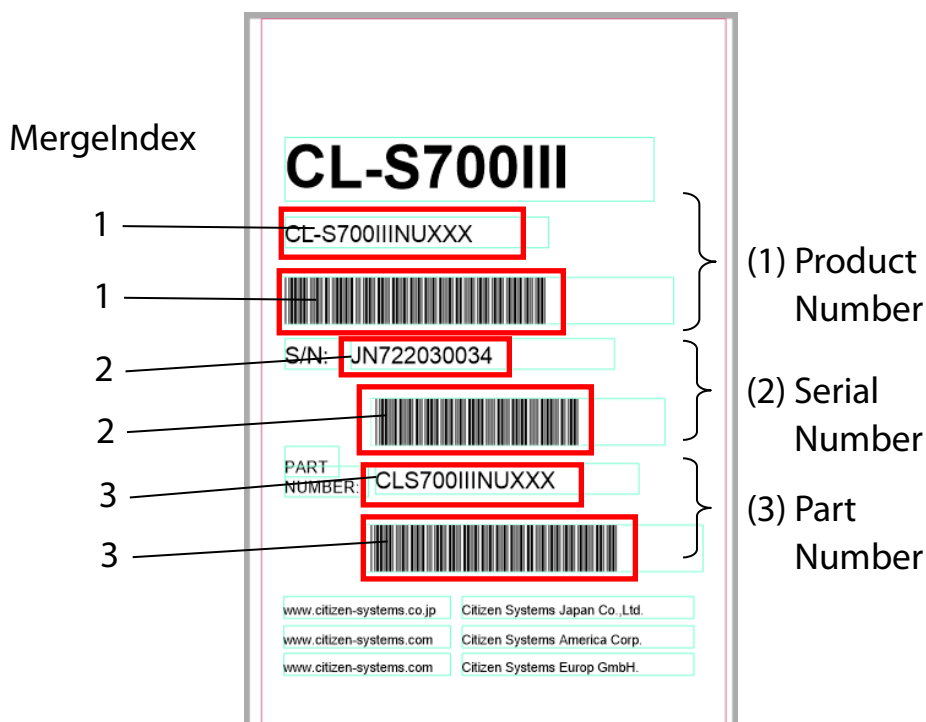 MergeIndex
CL-S700III
1
CL-S700IIINUXXX
1
(1) Product
Number
2
S/N: JN722030034
2
(2) Serial
Number
PART
NUMBER:
3
CLS700IIINUXXX
3
(3) Part
Number
www.citizen-systems.co.jp Citizen Systems Japan Co.,Ltd.
www.citizen-systems.com Citizen Systems America Corp.
www.citizen-systems.com Citizen Systems Europ GmbH.